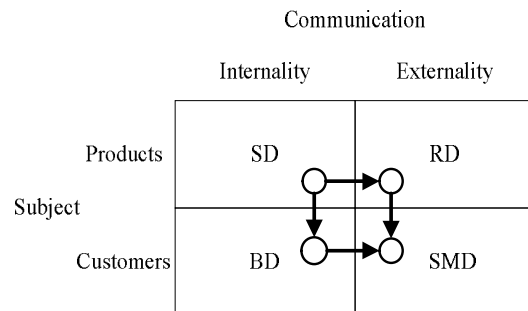 Communication
Internality Externality
Products SD RD
Subject
Customers BD SMD